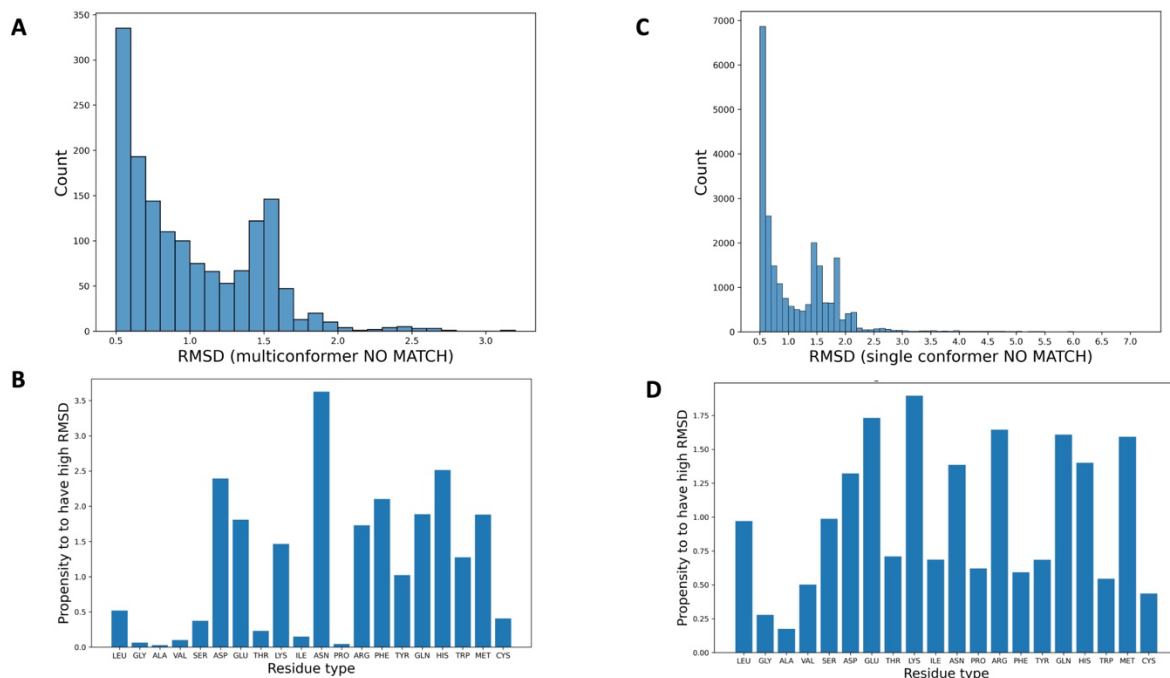 A
350
300
250
200
150
100
50
0
Count
0.5 1.0 1.5 2.0 2.5 3.0
RMSD (multiconformer NO MATCH)
B
3.5
3.0
2.5
2.0
1.5
1.0
0.5
0.0
Propensity to to have high RMSD
LEU GLY ALA VAL SER ASP GLU THR LYS ILE ASN PRO ARG PHE TYR GLN HIS TRP MET CYS
Residue type
C
7000
6000
5000
4000
3000
2000
1000
0
Count
0.5 1.0 1.5 2.0 2.5 3.0 3.5 4.0 4.5 5.0 5.5 6.0 6.5 7.0
RMSD (single conformer NO MATCH)
D
1.75
1.50
1.25
1.00
0.75
0.50
0.25
0.00
Propensity to to have high RMSD
LEU GLY ALA VAL SER ASP GLU THR LYS ILE ASN PRO ARG PHE TYR GLN HIS TRP MET CYS
Residue type